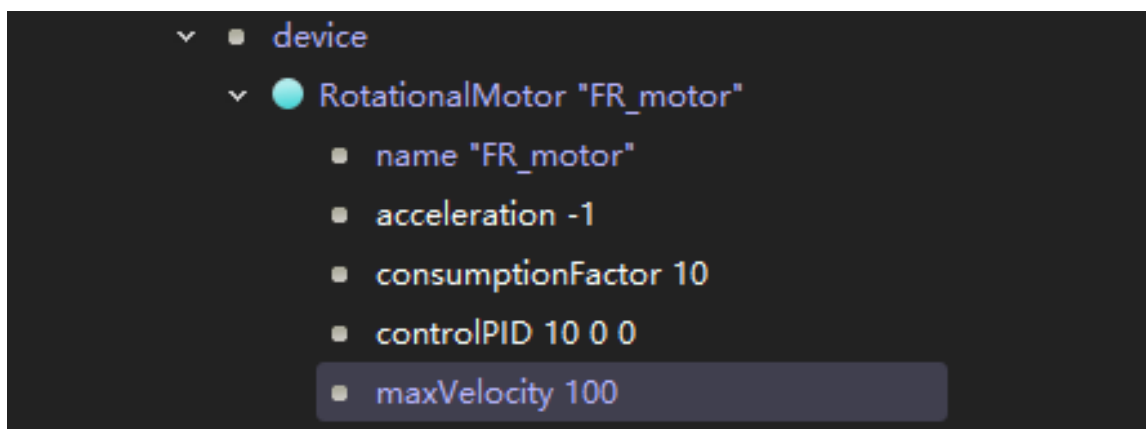 device
RotationalMotor "FR_motor"
name "FR_motor"
acceleration -1
consumptionFactor 10
controlPID 10 0 0
maxVelocity 100